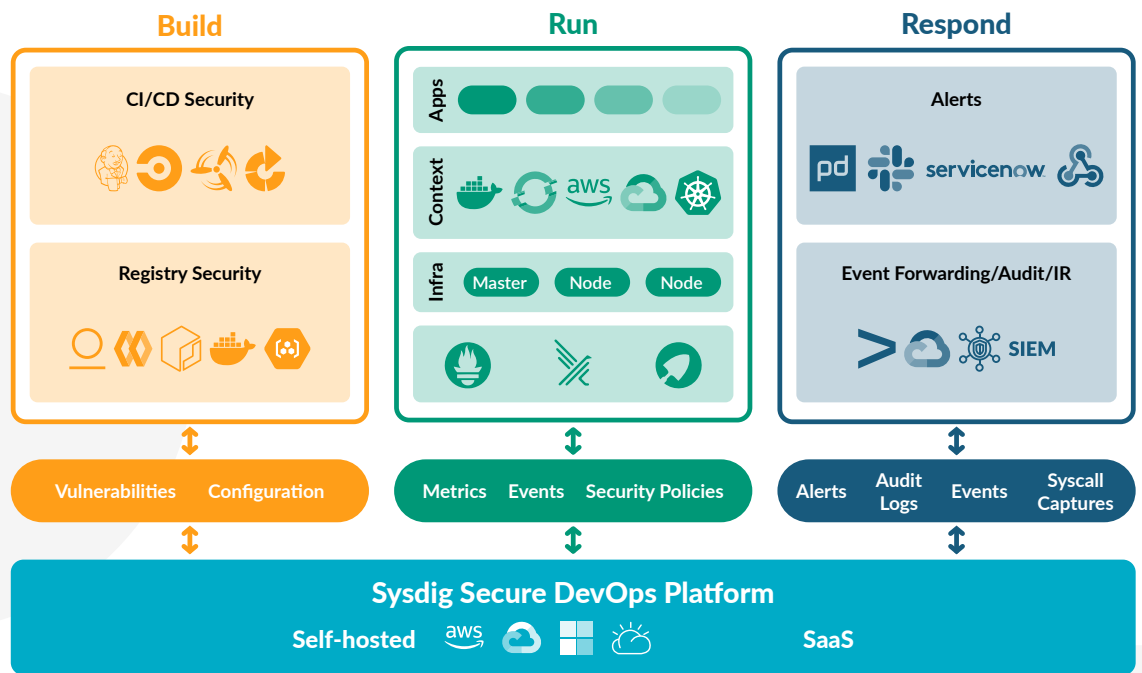 Build
CI/CD Security
Registry Security
Vulnerabilities Configuration
Run
Apps
Context
aws
Infra
Master Node Node
Metrics Events Security Policies
Respond
Alerts
pd servicenow
Event Forwarding/Audit/IR
SIEM
Alerts Audit Logs Events Syscall Captures
Sysdig Secure DevOps Platform
Self-hosted aws SaaS